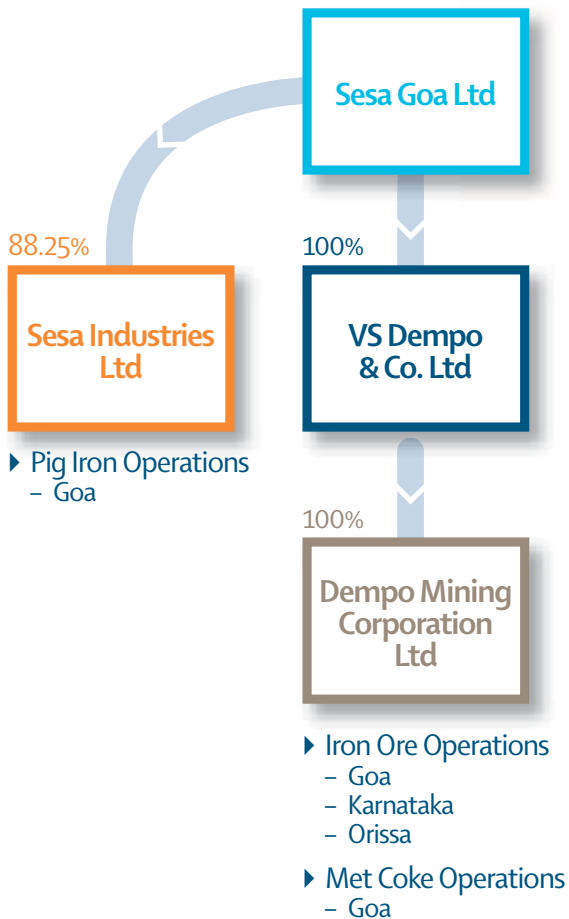 Sesa Goa Ltd
88.25%
100%
Sesa Industries
Ltd
VS Dempo
& Co. Ltd
▶ Pig Iron Operations
– Goa
100%
Dempo Mining
Corporation
Ltd
▶ Iron Ore Operations
– Goa
– Karnataka
– Orissa
▶ Met Coke Operations
– Goa